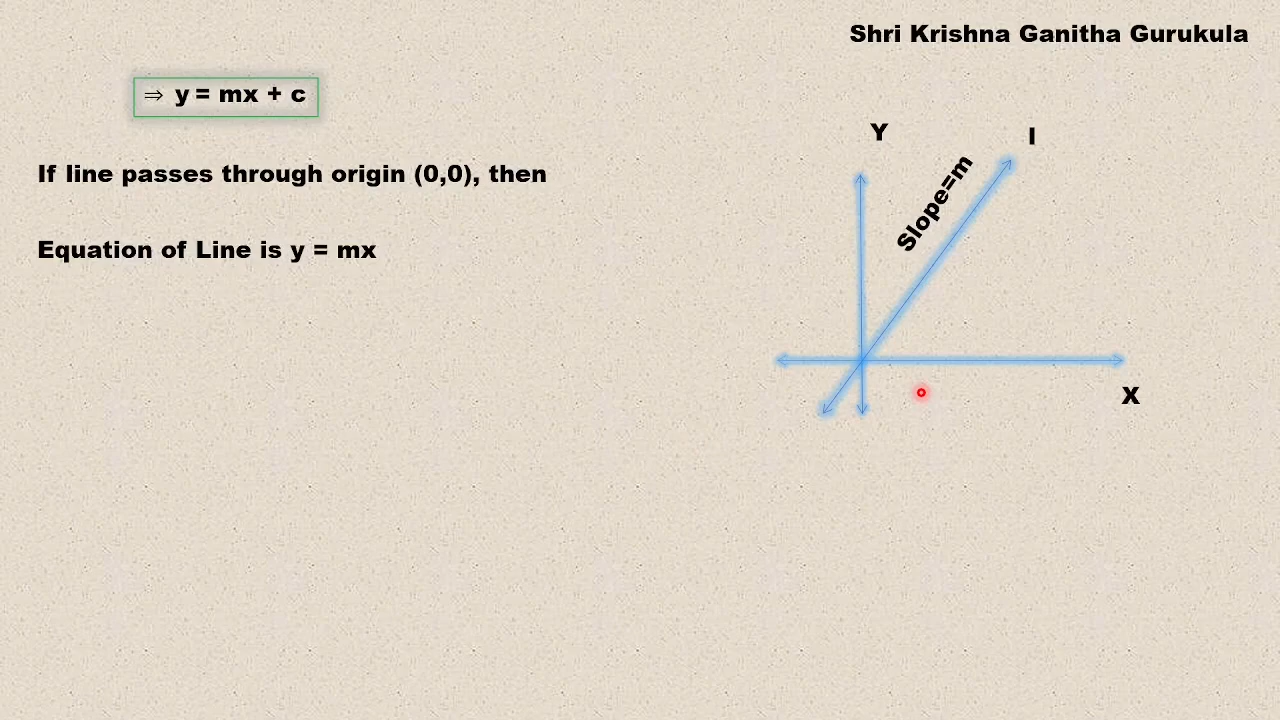 Shri Krishna Ganitha Gurukula
⇒ y = mx + c
If line passes through origin (0,0), then
Equation of Line is y = mx
Y
l
Slope=m
X